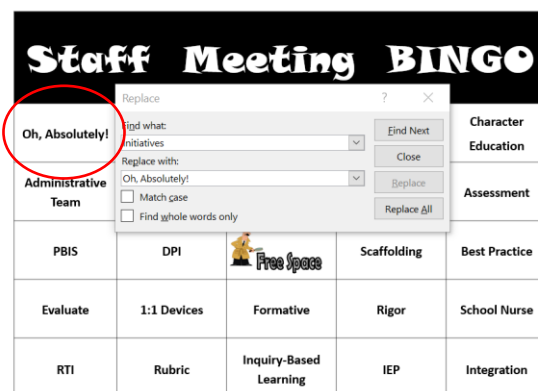 Staff Meeting BINGO
Replace ? ×
Find what:
Initiatives
Find Next
Close
Replace with:
Oh, Absolutely!
Replace
Match case
Find whole words only
Replace All
Oh, Absolutely!
Character
Education
Administrative
Team
Assessment
PBIS DPI Free Space Scaffolding Best Practice
Evaluate 1:1 Devices Formative Rigor School Nurse
RTI Rubric Inquiry-Based
Learning IEP Integration